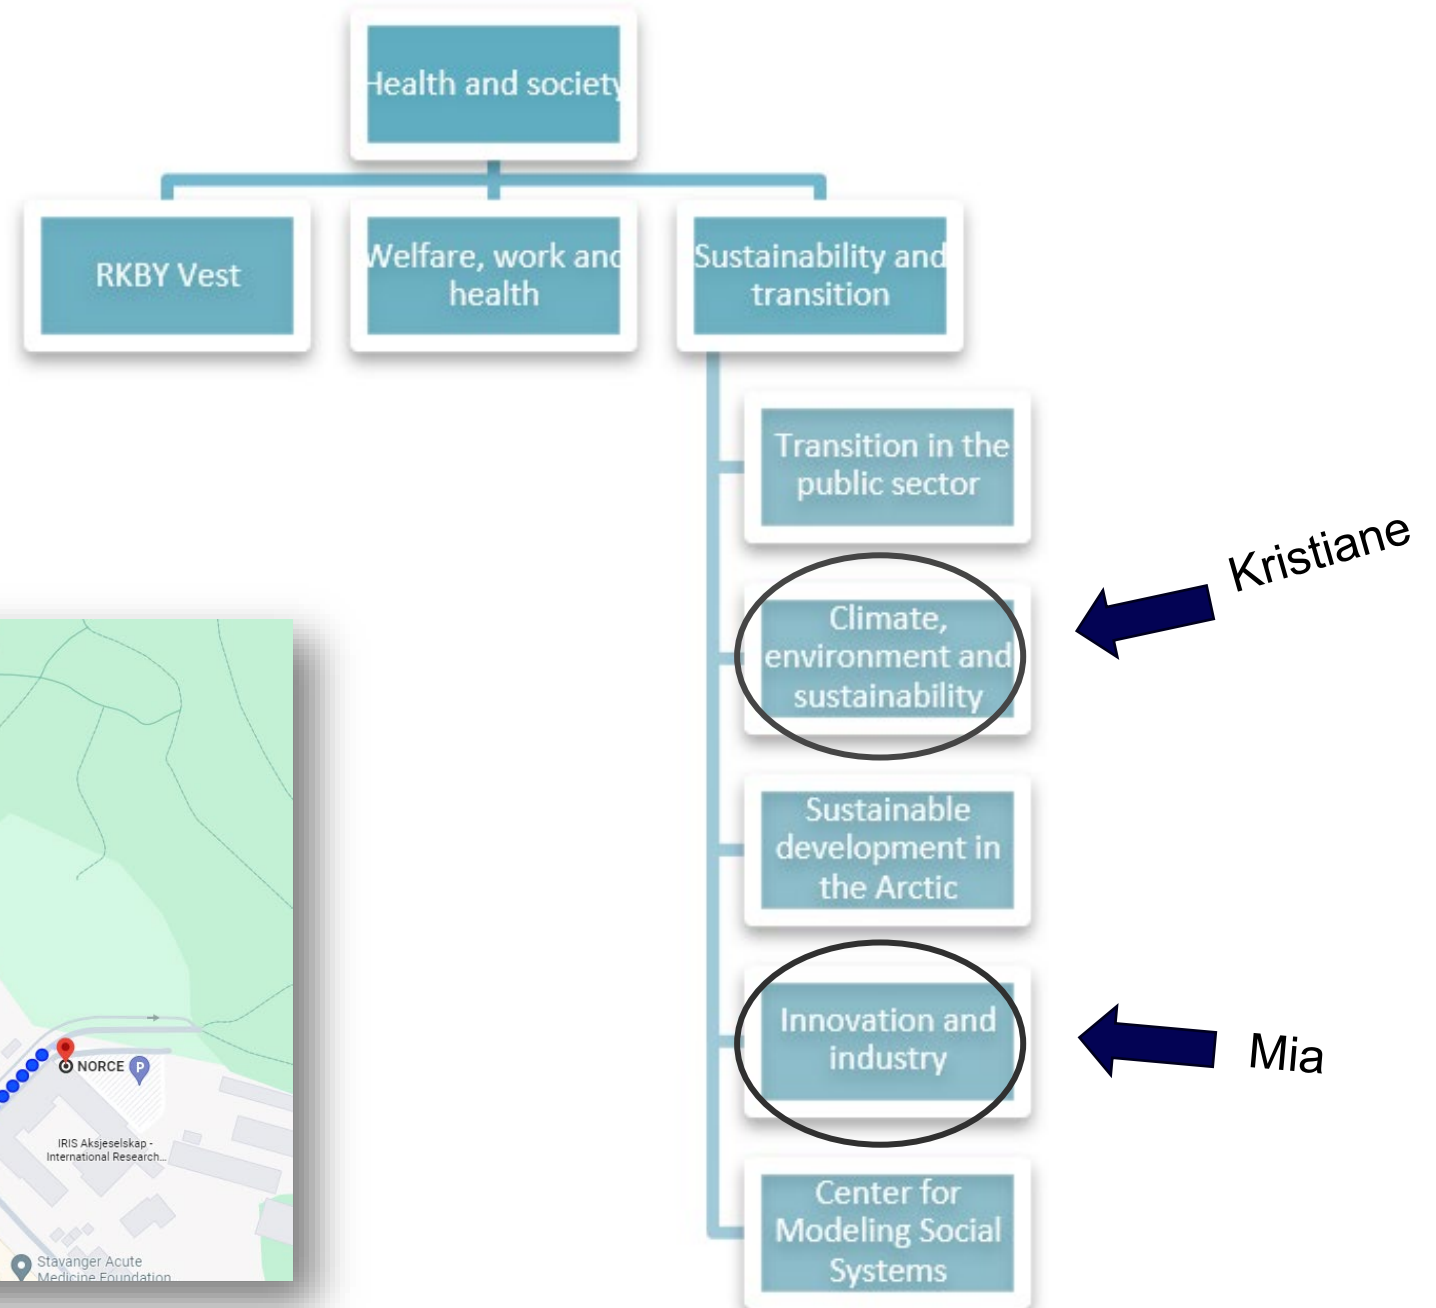 Health and society
RKBY Vest
Welfare, work and
health
Sustainability and
transition
Transition in the
public sector
Climate,
environment and
sustainability
Kristiane
Sustainable
development in
the Arctic
Innovation and
industry
Mia
Center for
Modeling Social
Systems
NORCE P
IRIS Aksjeselskap -
International Research...
Stavanger Acute
Medicine Foundation